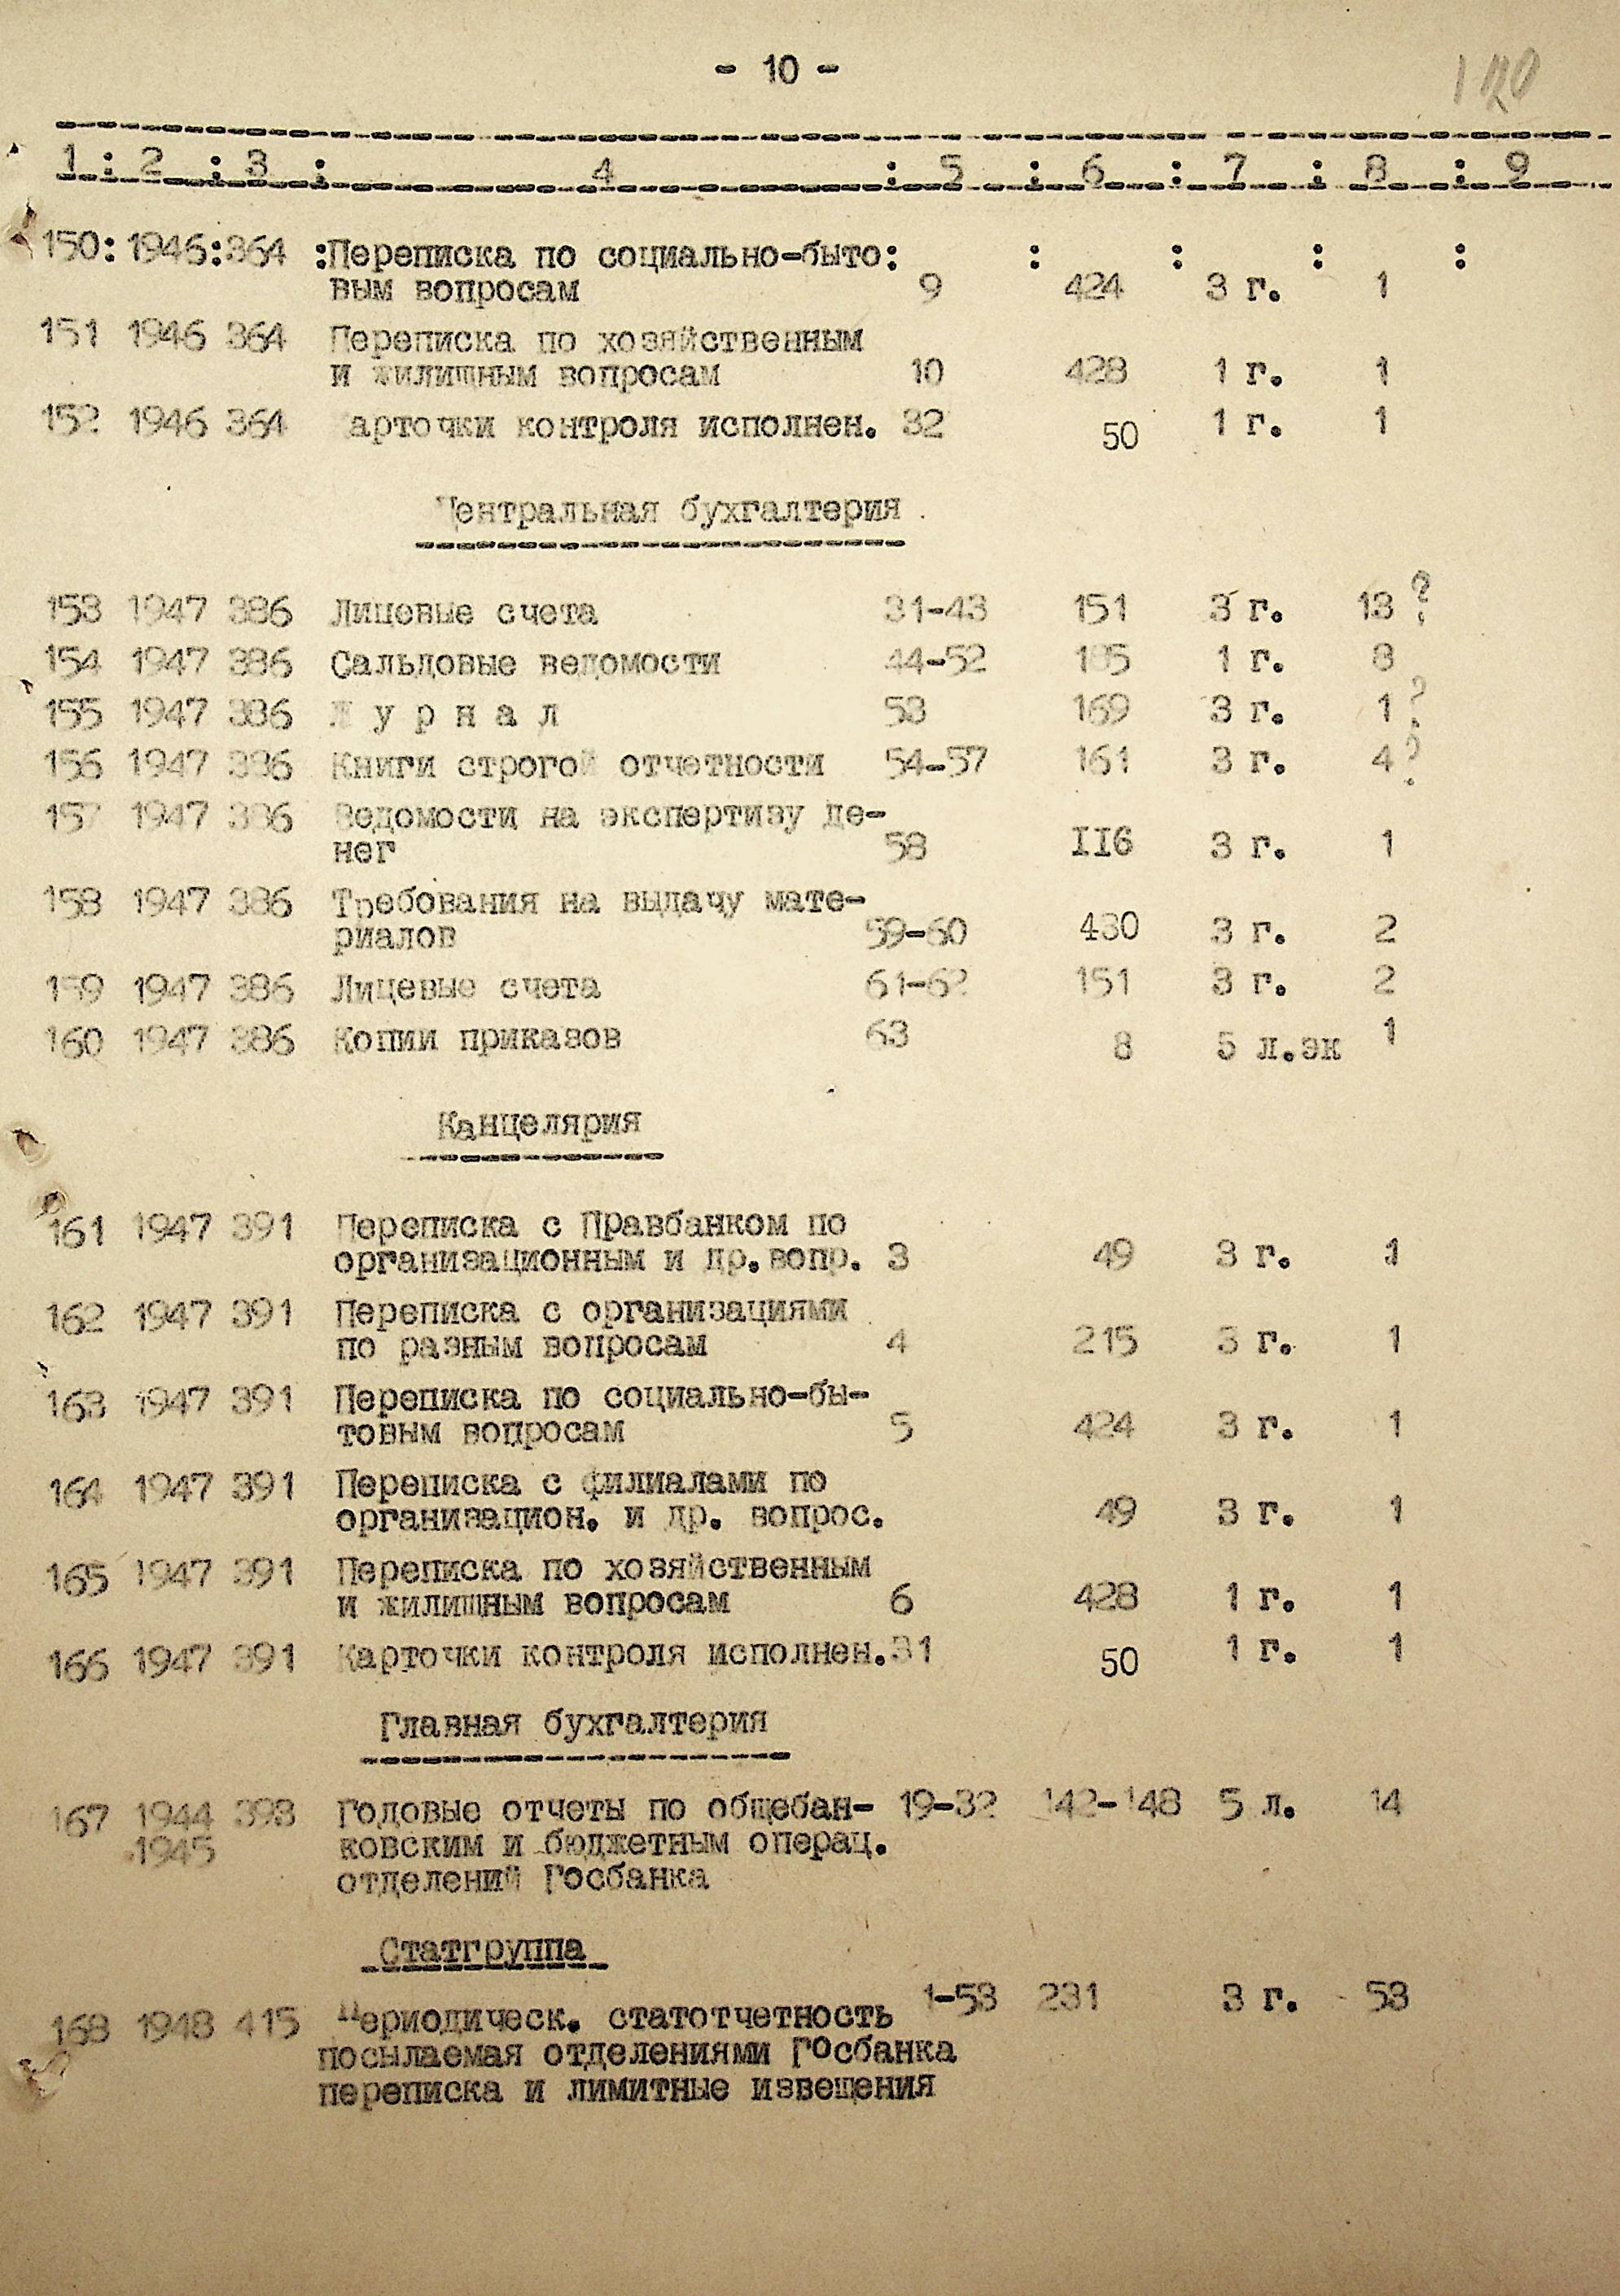 - 10 -
120
1 : 2 : 3 : 4 : 5 : 6 : 7 : 8 : 9
150: 1946: 364 :Переписка по социально-быто: : : : :
вым вопросам 9 424 3 г. 1
151 1946 364 Переписка по хозяйственным
и жилищным вопросам 10 428 1 г. 1
152 1946 364 Карточки контроля исполнен. 32 50 1 г. 1
Центральная бухгалтерия
153 1947 386 Лицевые счета 31-43 151 3 г. 13 ?
154 1947 386 Сальдовые ведомости 44-52 185 1 г. 8
155 1947 386 Ж у р н а л 53 169 3 г. 1 ?
156 1947 386 Книги строгой отчетности 54-57 161 3 г. 4 ?
157 1947 386 Ведомости на экспертизу де-
нег 58 II6 3 г. 1
158 1947 386 Требования на выдачу мате-
риалов 59-60 430 3 г. 2
159 1947 386 Лицевые счета 61-62 151 3 г. 2
160 1947 386 Копии приказов 63 8 5 л.эк 1
Канцелярия
161 1947 391 Переписка с Правбанком по
организационным и др.вопр. 3 49 3 г. 1
162 1947 391 Переписка с организациями
по разным вопросам 4 215 3 г. 1
163 1947 391 Переписка по социально-бы-
товым вопросам 5 424 3 г. 1
164 1947 391 Переписка с филиалами по
организацион. и др. вопрос. 49 3 г. 1
165 1947 391 Переписка по хозяйственным
и жилищным вопросам 6 428 1 г. 1
166 1947 391 Карточки контроля исполнен. 31 50 1 г. 1
Главная бухгалтерия
167 1944 393 Годовые отчеты по общебан- 19-32 142-148 5 л. 14
1945 ковским и бюджетным операц.
отделений Госбанка
Статгруппа
168 1948 415 Периодическ. статотчетность 1-53 231 3 г. 53
посылаемая отделениями Госбанка
переписка и лимитные извещения